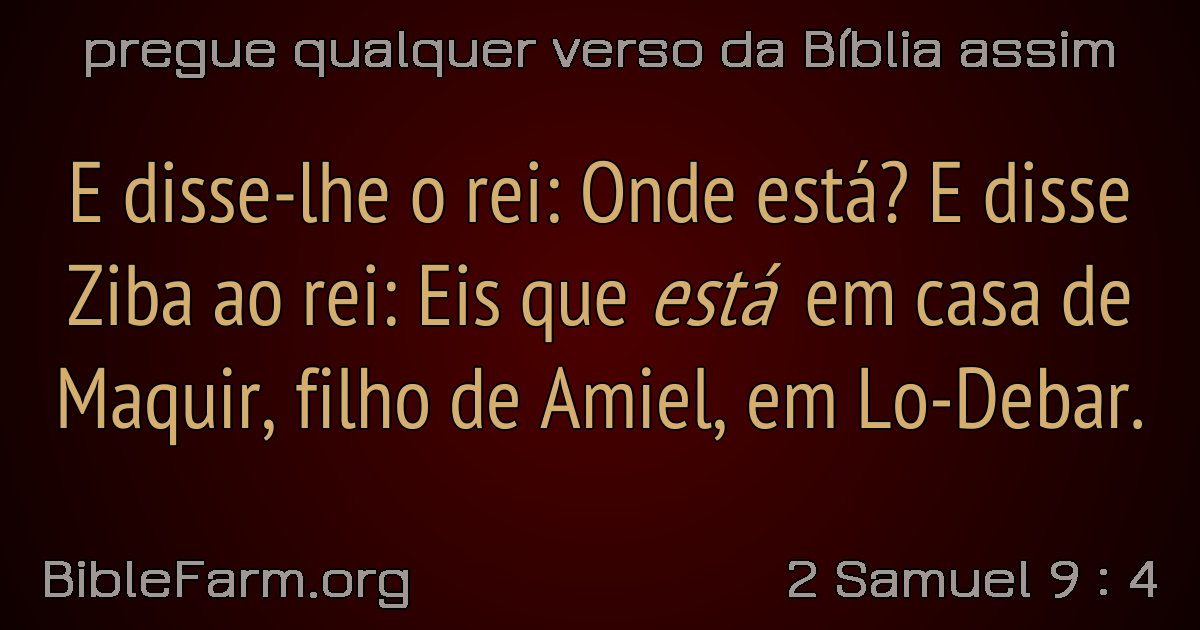 pregue qualquer verso da Bíblia assim
E disse-lhe o rei: Onde está? E disse
Ziba ao rei: Eis que está em casa de
Maquir, filho de Amiel, em Lo-Debar.
BibleFarm.org
2 Samuel 9 : 4